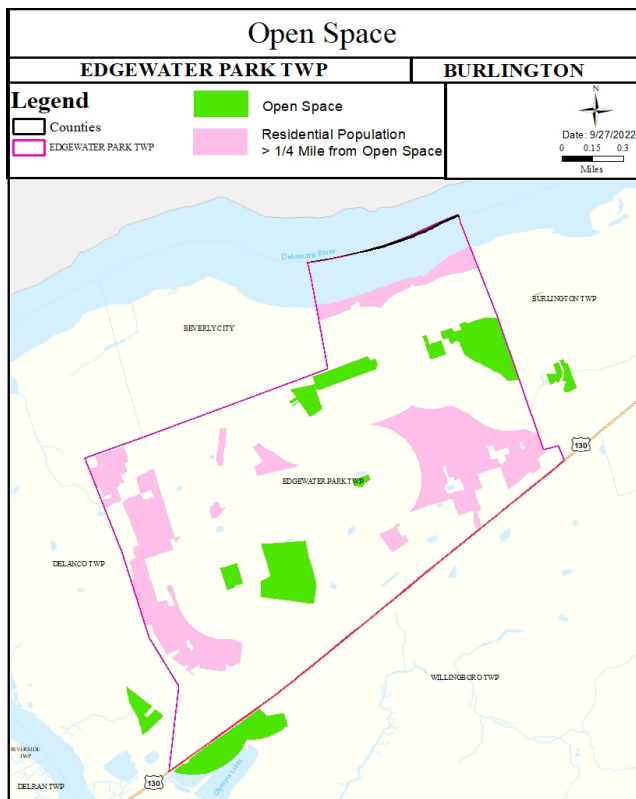 Open Space
EDGEWATER PARK TWP
BURLINGTON
Legend
Counties
EDGEWATER PARK TWP
Open Space
Residential Population
> 1/4 Mile from Open Space
N
Date: 9/27/2022
0 0.15 0.3
Miles
Delaware River
BURLINGTON TWP
BEVERLY CITY
130
EDGEWATER PARK TWP
DELANCO TWP
WILLINGBORO TWP
RIVERSIDE
TWP
Olympia Lakes
130
DELRAN TWP